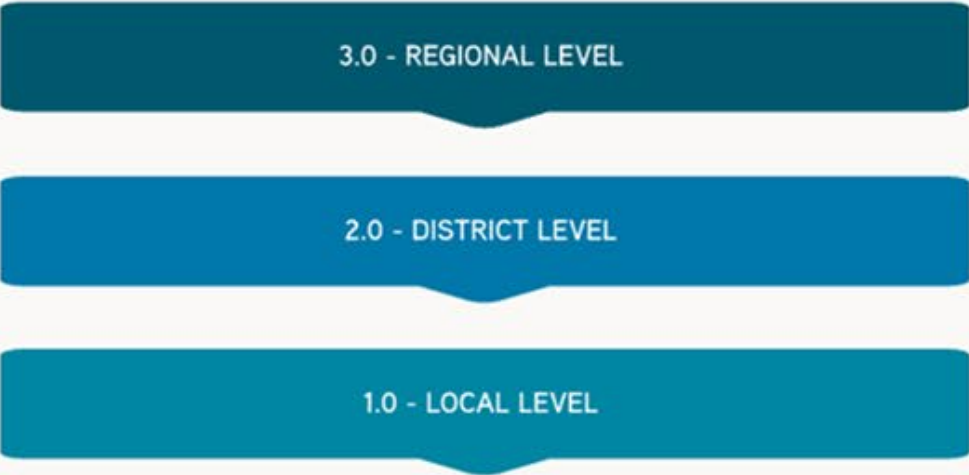 3.0 - REGIONAL LEVEL
2.0 - DISTRICT LEVEL
1.0 - LOCAL LEVEL